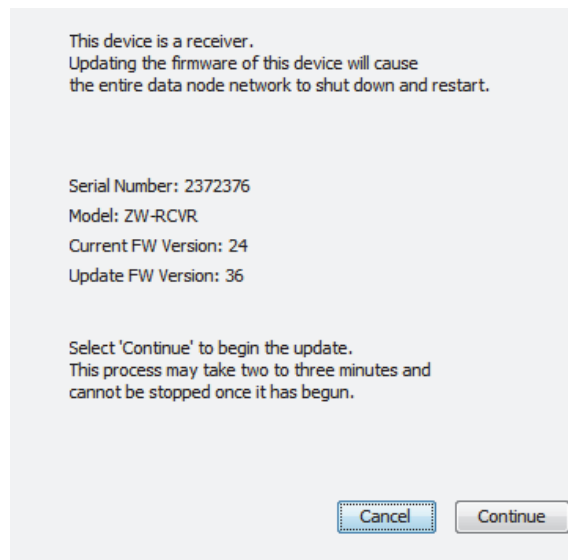 This device is a receiver.
Updating the firmware of this device will cause
the entire data node network to shut down and restart.
Serial Number: 2372376
Model: ZW-RCVR
Current FW Version: 24
Update FW Version: 36
Select 'Continue' to begin the update.
This process may take two to three minutes and
cannot be stopped once it has begun.
Cancel Continue